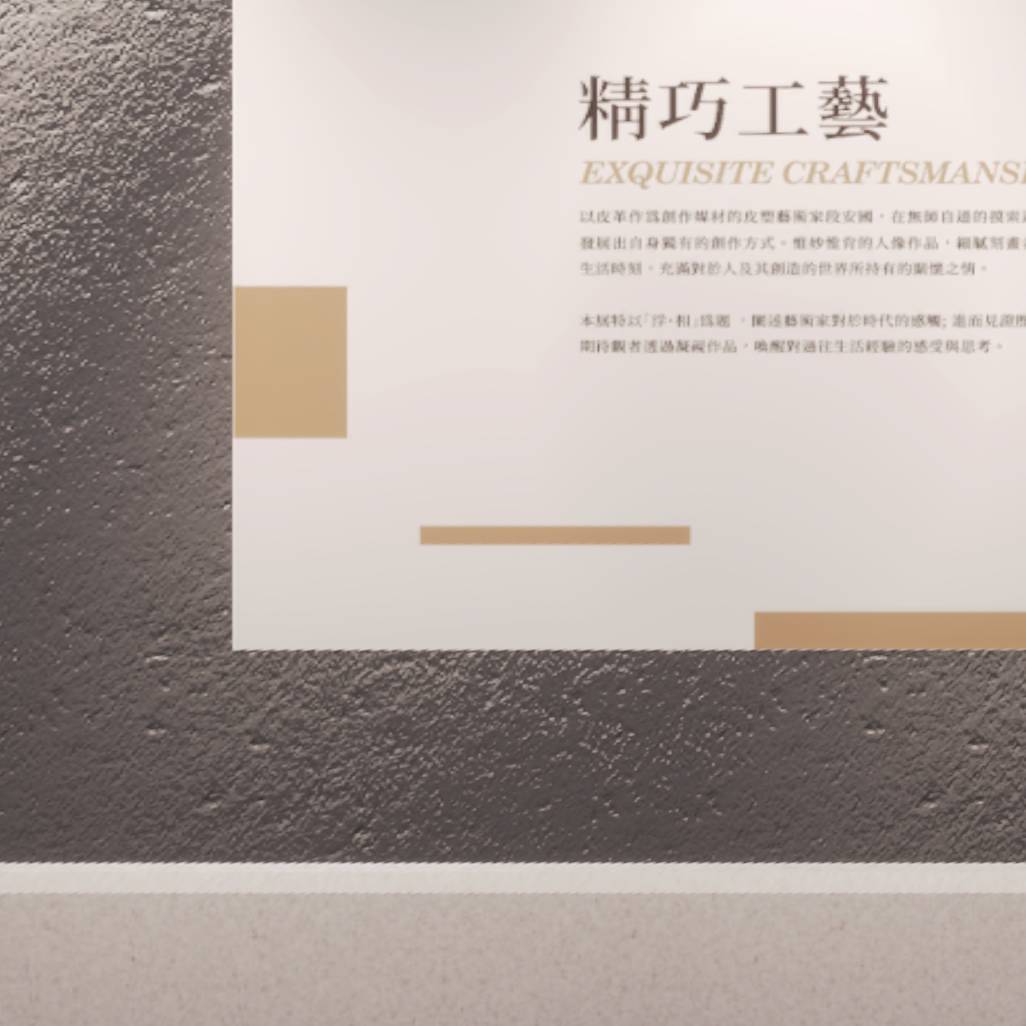 精巧工藝
EXQUISITE CRAFTSMANS
以皮革作為創作媒材的皮塑藝術家段安國，在無師自通的摸索
發展出自身獨有的創作方式。惟妙惟肖的人像作品，細膩刻畫
生活時刻，充滿對於人及其創造的世界所持有的關懷之情。
本展特以「浮·相」為題，闡述藝術家對於時代的感觸; 進而見證
期待觀者透過凝視作品，喚醒對過往生活經驗的感受與思考。